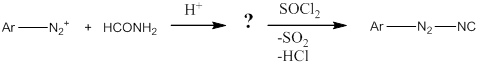 Ar—N₂⁺ + HCONH₂ H⁺ ? SOCl₂ -SO₂ -HCl Ar—N₂—NC